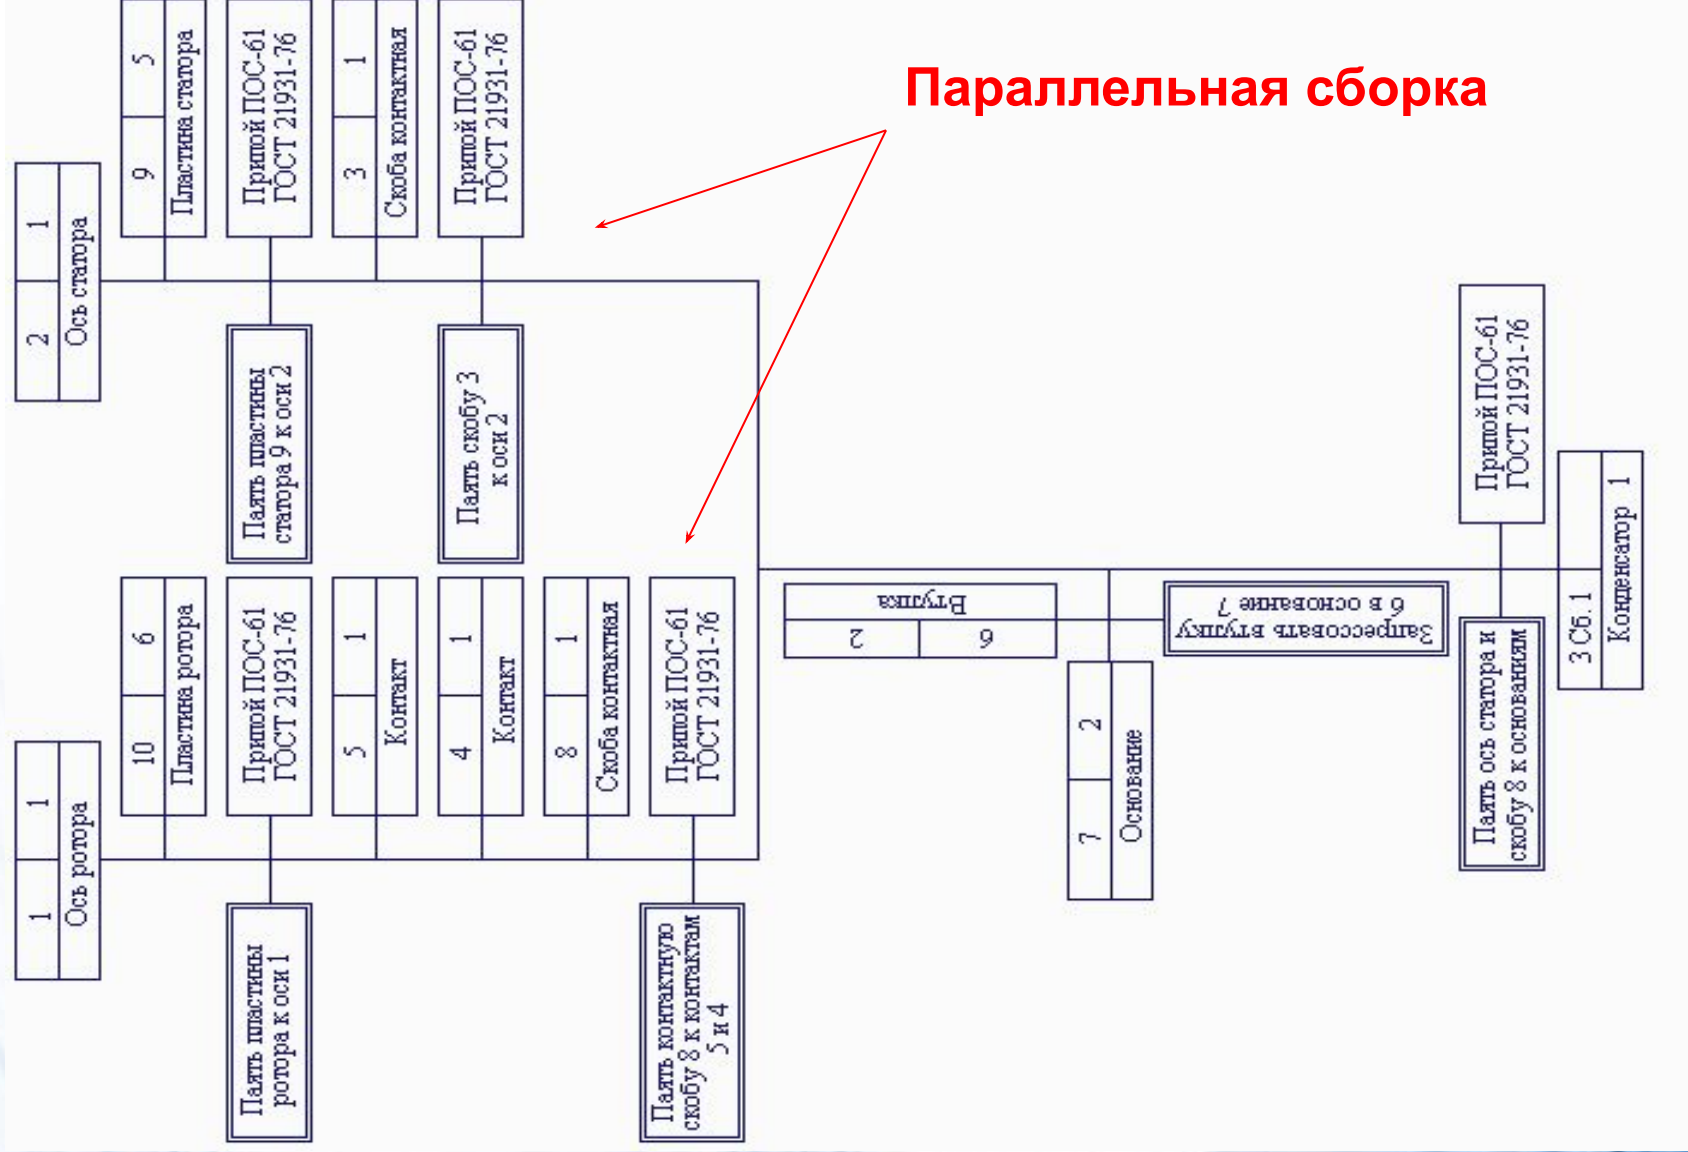 Параллельная сборка
2 1
Ось статора
9 5
Пластина статора
Припой ПОС-61
ГОСТ 21931-76
3 1
Скоба контактная
Припой ПОС-61
ГОСТ 21931-76
Паять пластины
статора 9 к оси 2
Паять скобу 3
к оси 2
1 1
Ось ротора
10 6
Пластина ротора
Припой ПОС-61
ГОСТ 21931-76
5 1
Контакт
4 1
Контакт
8 1
Скоба контактная
Припой ПОС-61
ГОСТ 21931-76
Паять пластины
ротора к оси 1
Паять контактную
скобу 8 к контактам
5 и 4
6 2
Втулка
7 2
Основание
Запрессовать втулку
6 в основание 7
Припой ПОС-61
ГОСТ 21931-76
Паять ось статора и
скобу 8 к основаниям
3 Сб.1
Конденсатор 1